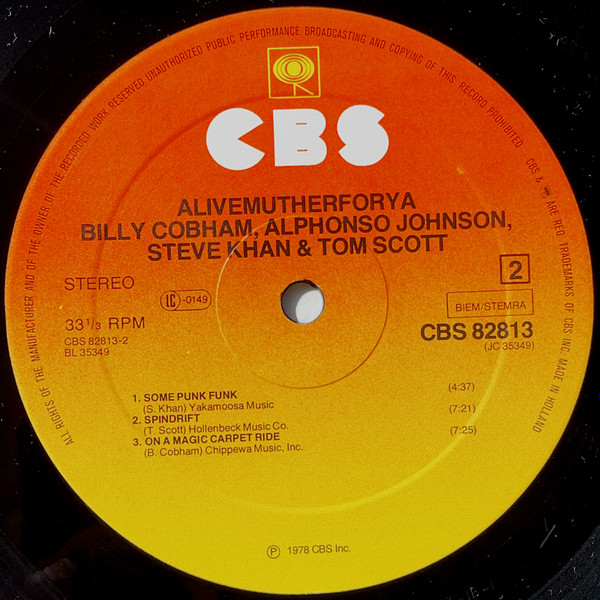 ALL RIGHTS OF THE MANUFACTURER AND OF THE OWNER OF THE RECORDED WORK RESERVED UNAUTHORIZED PUBLIC PERFORMANCE BROADCASTING AND COPYING OF THIS RECORD PROHIBITED
CBS & ARE REG. TRADEMARKS OF CBS INC. MADE IN HOLLAND
CBS
ALIVEMUTHERFORYA
BILLY COBHAM, ALPHONSO JOHNSON,
STEVE KHAN & TOM SCOTT
STEREO
LC-0149
2
BIEM/STEMRA
33 1/3 RPM
CBS 82813-2
BL 35349
CBS 82813
(JC 35349)
1. SOME PUNK FUNK (4:37)
(S. Khan) Yakamoosa Music
2. SPINDRIFT (7:21)
(T. Scott) Hollenbeck Music Co.
3. ON A MAGIC CARPET RIDE (7:25)
(B. Cobham) Chippewa Music, Inc.
℗ 1978 CBS Inc.